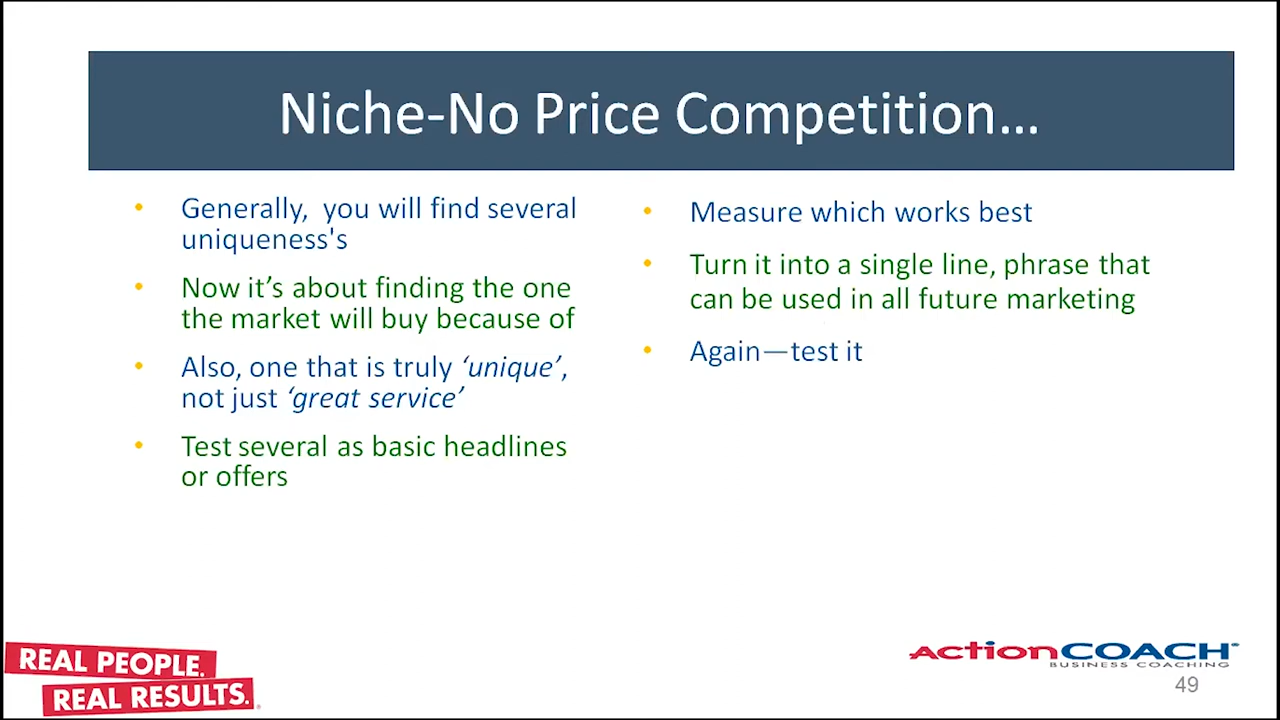 Niche-No Price Competition…
• Generally,  you will find several
uniqueness's
• Now it’s about finding the one
the market will buy because of
• Also, one that is truly ‘unique’,
not just ‘great service’
• Test several as basic headlines
or offers
• Measure which works best
• Turn it into a single line, phrase that
can be used in all future marketing
• Again—test it
REAL PEOPLE.
REAL RESULTS.®
ActionCOACH®
BUSINESS COACHING
49